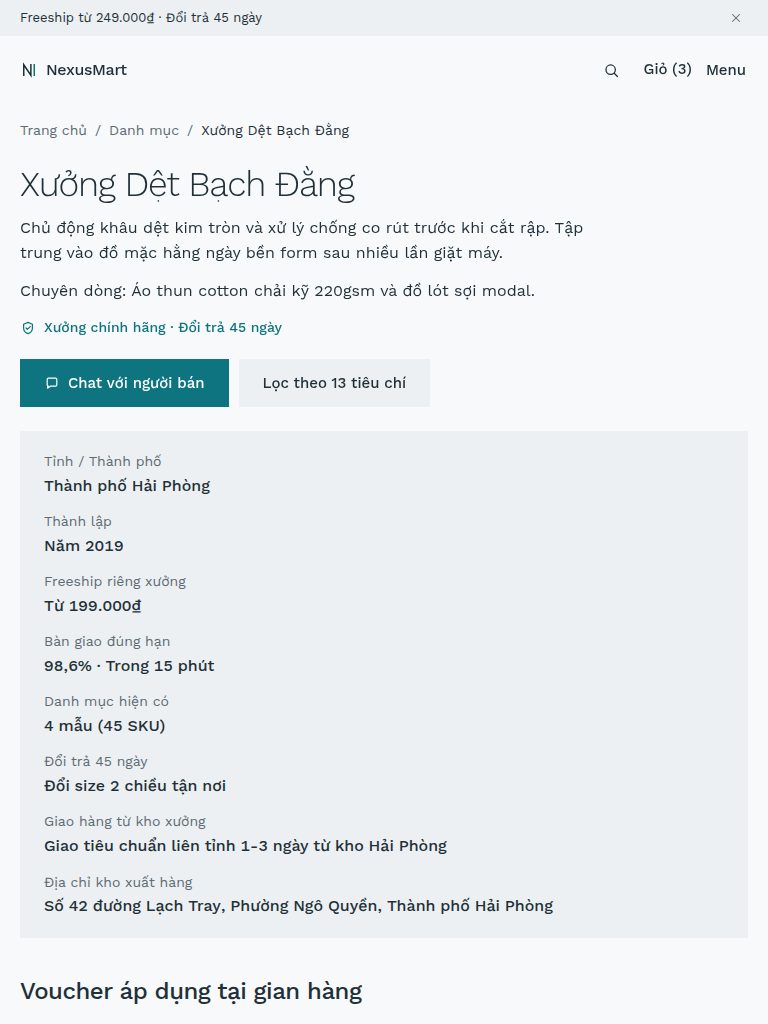 Freeship từ 249.000₫ · Đổi trả 45 ngày
NexusMart
Giỏ (3)
Menu
Trang chủ / Danh mục / Xưởng Dệt Bạch Đằng
Xưởng Dệt Bạch Đằng
Chủ động khâu dệt kim tròn và xử lý chống co rút trước khi cắt rập. Tập
trung vào đồ mặc hằng ngày bền form sau nhiều lần giặt máy.
Chuyên dòng: Áo thun cotton chải kỹ 220gsm và đồ lót sợi modal.
Xưởng chính hãng · Đổi trả 45 ngày
Chat với người bán
Lọc theo 13 tiêu chí
Tỉnh / Thành phố
Thành phố Hải Phòng
Thành lập
Năm 2019
Freeship riêng xưởng
Từ 199.000₫
Bàn giao đúng hạn
98,6% · Trong 15 phút
Danh mục hiện có
4 mẫu (45 SKU)
Đổi trả 45 ngày
Đổi size 2 chiều tận nơi
Giao hàng từ kho xưởng
Giao tiêu chuẩn liên tỉnh 1-3 ngày từ kho Hải Phòng
Địa chỉ kho xuất hàng
Số 42 đường Lạch Tray, Phường Ngô Quyền, Thành phố Hải Phòng
Voucher áp dụng tại gian hàng